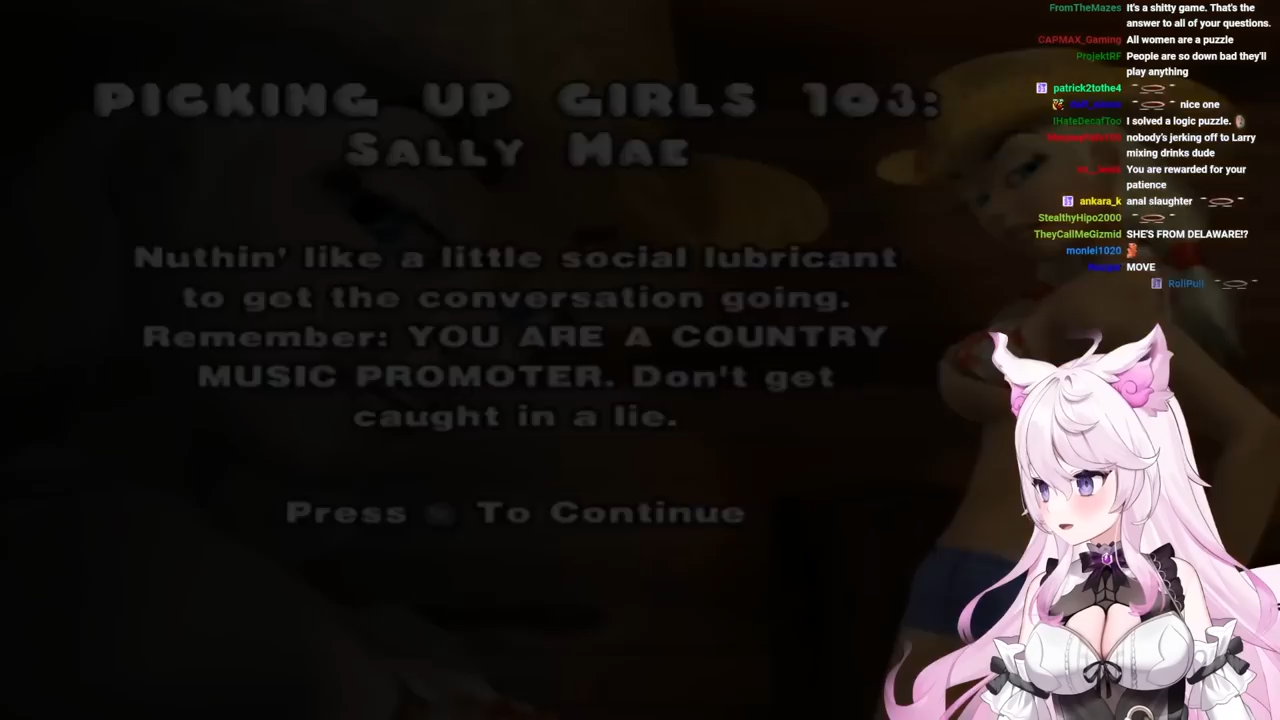 PICKING UP GIRLS 103:
SALLY MAE
Nuthin' like a little social lubricant
to get the conversation going.
Remember: YOU ARE A COUNTRY
MUSIC PROMOTER. Don't get
caught in a lie.
Press To Continue
FromTheMazes It's a shitty game. That's the
answer to all of your questions.
CAPMAX_Gaming All women are a puzzle
ProjektRF People are so down bad they'll
play anything
patrick2tothe4
nice one
IHateDecafToo I solved a logic puzzle.
nobody's jerking off to Larry
mixing drinks dude
You are rewarded for your
patience
ankara_k anal slaughter
StealthyHipo2000
TheyCallMeGizmid SHE'S FROM DELAWARE!?
monlei1020
MOVE
RollPull